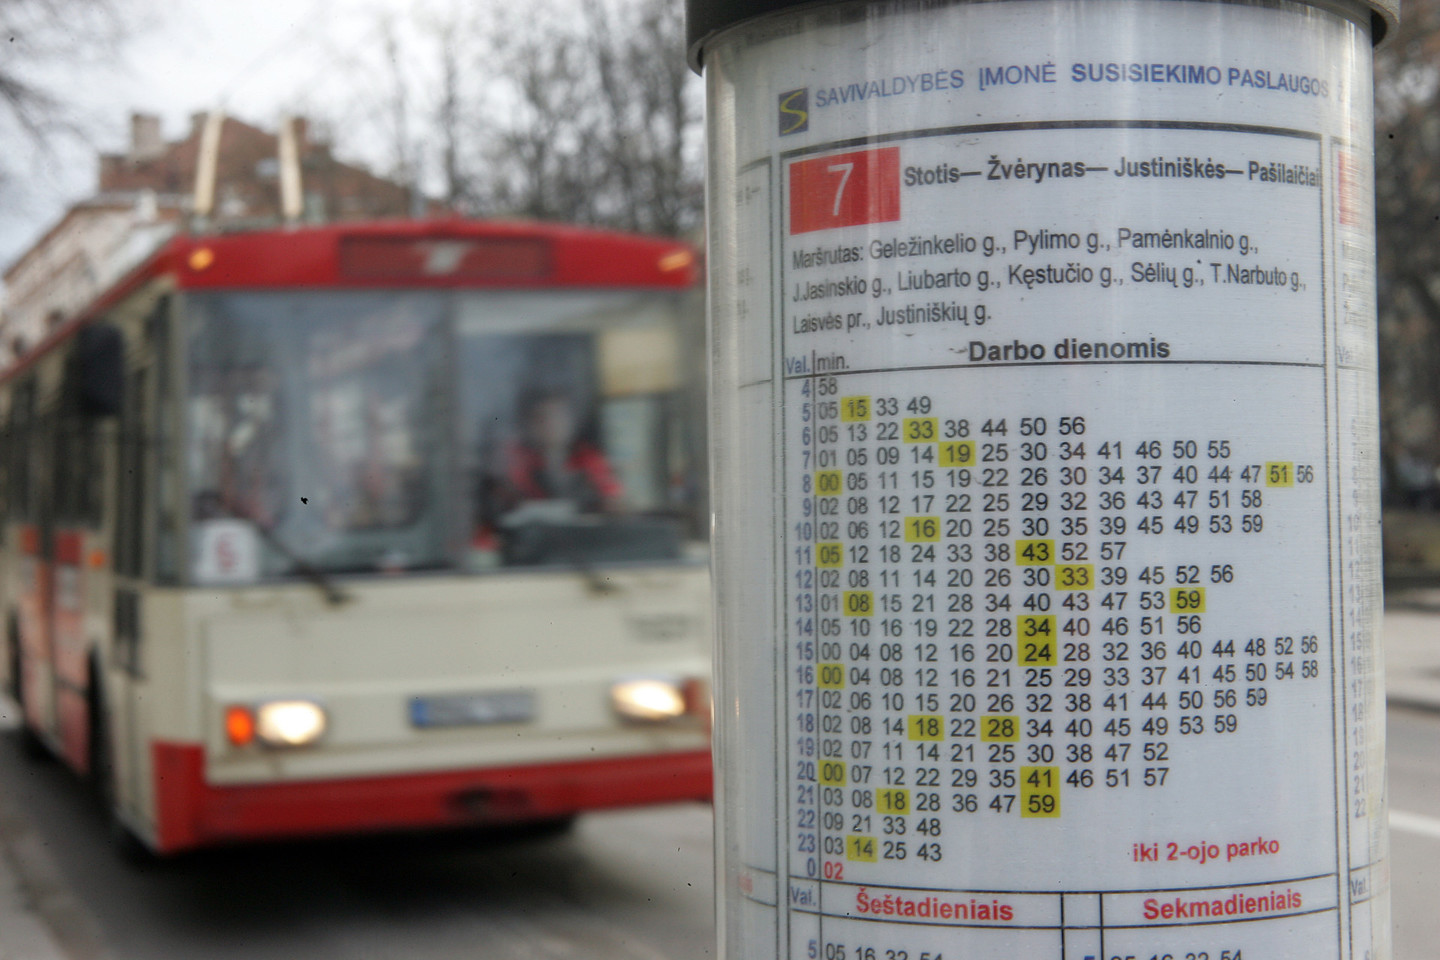 SAVIVALDYBĖS ĮMONĖ SUSISIEKIMO PASLAUGOS
7 Stotis— Žvėrynas— Justiniškės— Pašilaičiai
Maršrutas: Geležinkelio g., Pylimo g., Pamėnkalnio g.,
J.Jasinskio g., Liubarto g., Kęstučio g., Sėlių g., T.Narbuto g.,
Laisvės pr., Justiniškių g.
Val. min. Darbo dienomis
4 58
5 05 15 33 49
6 05 13 22 33 38 44 50 56
7 01 05 09 14 19 25 30 34 41 46 50 55
8 00 05 11 15 19 22 26 30 34 37 40 44 47 51 56
9 02 08 12 17 22 25 29 32 36 43 47 51 58
10 02 06 12 16 20 25 30 35 39 45 49 53 59
11 05 12 18 24 33 38 43 52 57
12 02 08 11 14 20 26 30 33 39 45 52 56
13 01 08 15 21 28 34 40 43 47 53 59
14 05 10 16 19 22 28 34 40 46 51 56
15 00 04 08 12 16 20 24 28 32 36 40 44 48 52 56
16 00 04 08 12 16 21 25 29 33 37 41 45 50 54 58
17 02 06 10 15 20 26 32 38 41 44 50 56 59
18 02 08 14 18 22 28 34 40 45 49 53 59
19 02 07 11 14 21 25 30 38 47 52
20 00 07 12 22 29 35 41 46 51 57
21 03 08 18 28 36 47 59
22 09 21 33 48
23 03 14 25 43 iki 2-ojo parko
0 02
Val. Šeštadieniais Sekmadieniais
5 05 16 32 54